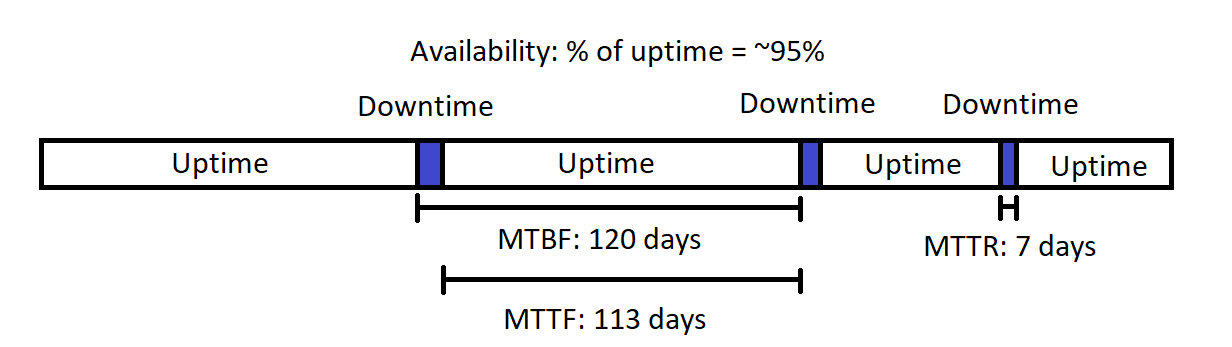 Availability: % of uptime = ~95%
Downtime
Downtime
Downtime
Uptime
Uptime
Uptime
Uptime
MTBF: 120 days
MTTR: 7 days
MTTF: 113 days